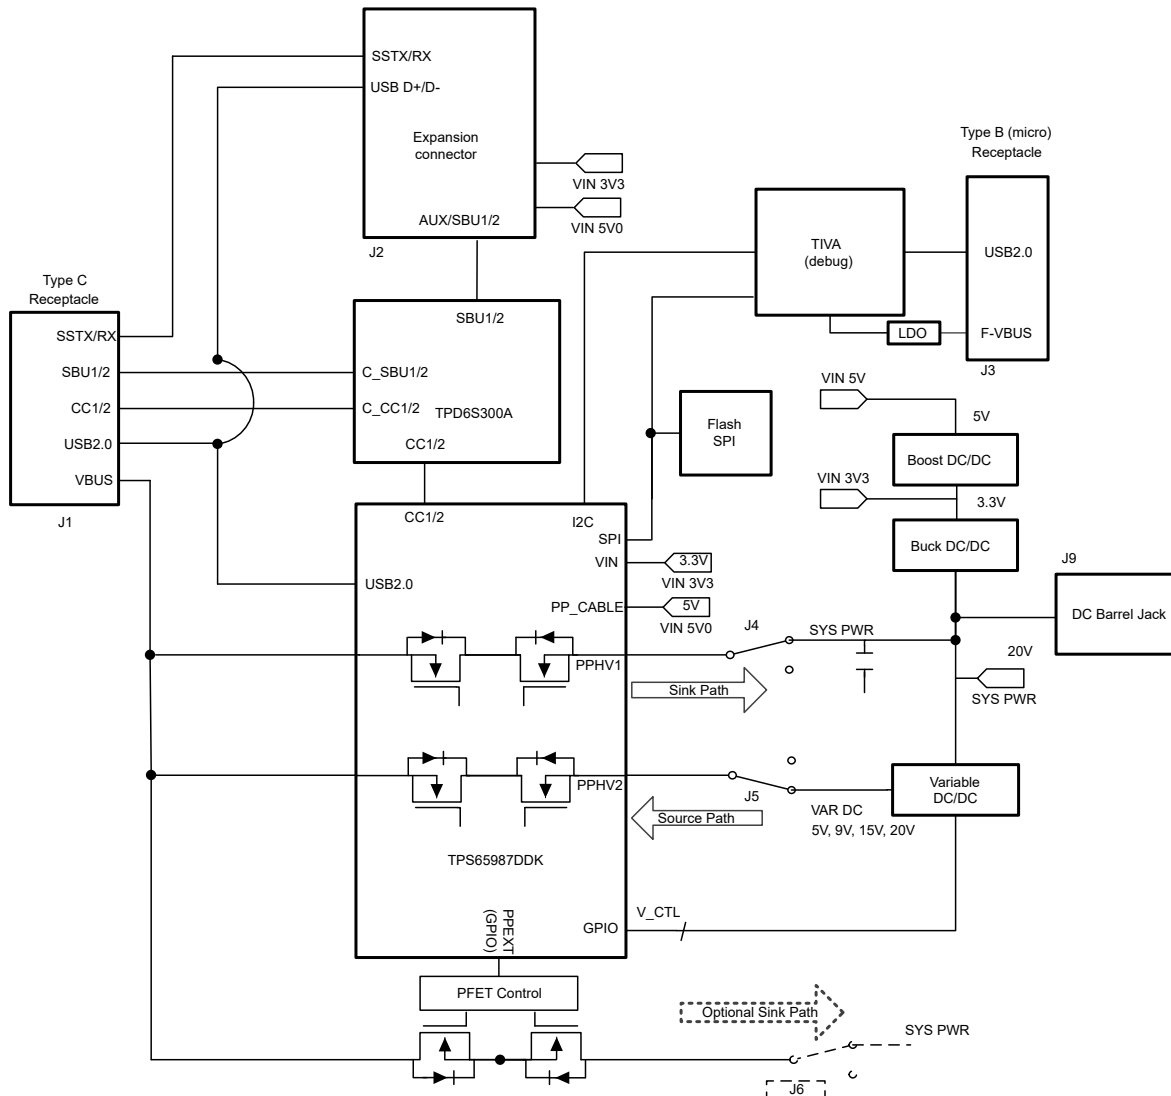 SSTX/RX
USB D+/D-
Expansion
connector
VIN 3V3
VIN 5V0
AUX/SBU1/2
J2
Type B (micro)
Receptacle
TIVA
(debug)
USB2.0
LDO
F-VBUS
J3
Type C
Receptacle
SSTX/RX
SBU1/2
CC1/2
USB2.0
VBUS
J1
SBU1/2
C_SBU1/2
C_CC1/2
TPD6S300A
CC1/2
Flash
SPI
VIN 5V
5V
Boost DC/DC
VIN 3V3
3.3V
Buck DC/DC
J9
DC Barrel Jack
CC1/2
I2C
SPI
VIN
3.3V
VIN 3V3
USB2.0
PP_CABLE
5V
VIN 5V0
J4
SYS PWR
PPHV1
Sink Path
20V
SYS PWR
PPHV2
J5
Source Path
VAR DC
5V, 9V, 15V, 20V
Variable
DC/DC
TPS65987DDK
PPEXT
(GPIO)
GPIO
V_CTL
PFET Control
Optional Sink Path
SYS PWR
J6